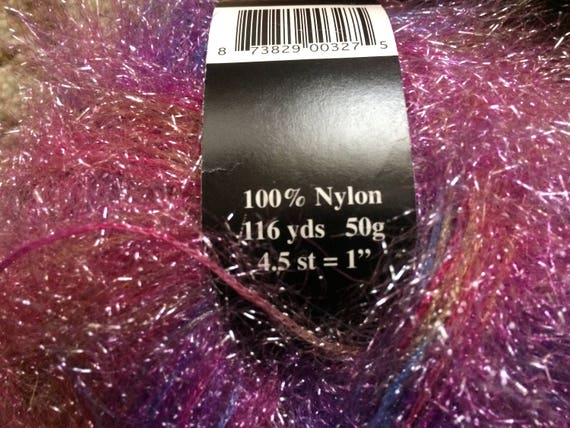 8 73829 00327 5
100% Nylon
116 yds 50g
4.5 st = 1”